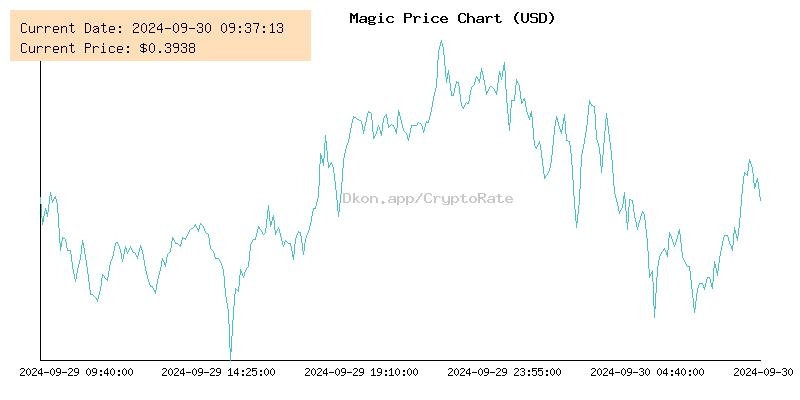 Magic Price Chart (USD)
Current Date: 2024-09-30 09:37:13
Current Price: $0.3938
Dkon.app/CryptoRate
2024-09-29 09:40:00 2024-09-29 14:25:00 2024-09-29 19:10:00 2024-09-29 23:55:00 2024-09-30 04:40:00 2024-09-30